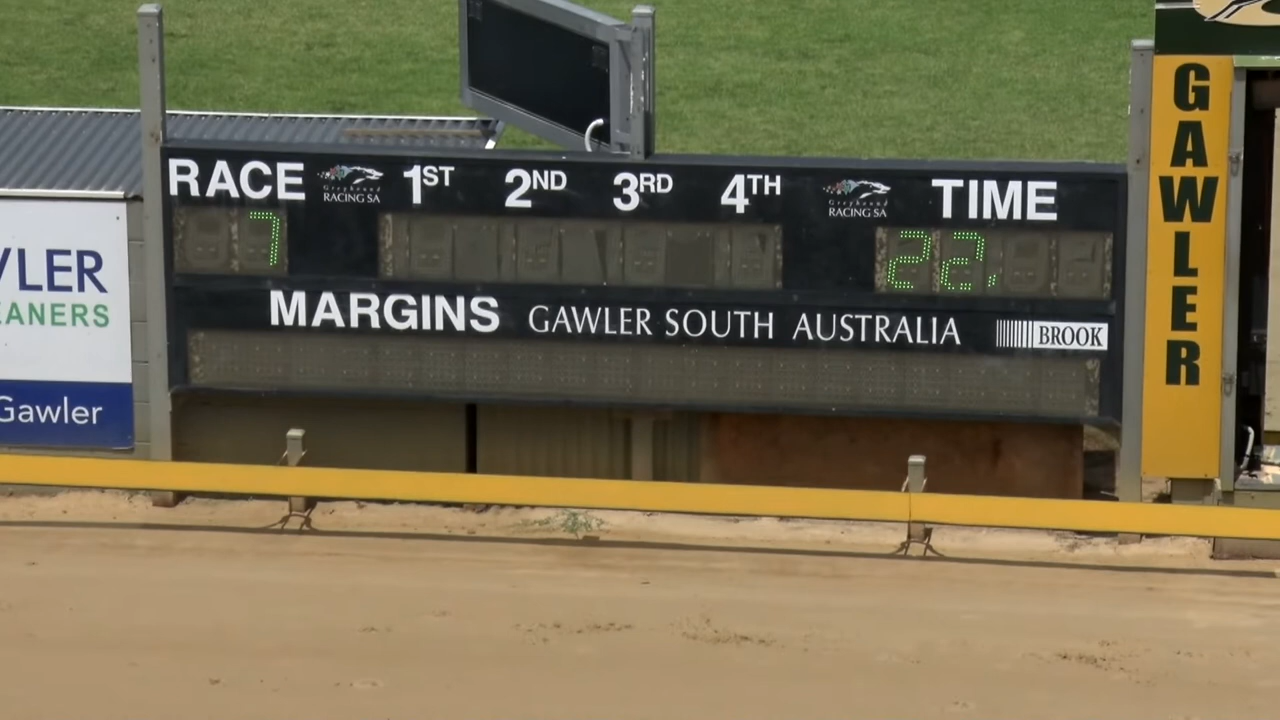 RACE
Greyhound
RACING SA
1ST
2ND
3RD
4TH
Greyhound
RACING SA
TIME
7
22.
MARGINS
GAWLER SOUTH AUSTRALIA
BROOK
GAWLER
WLER
EANERS
Gawler